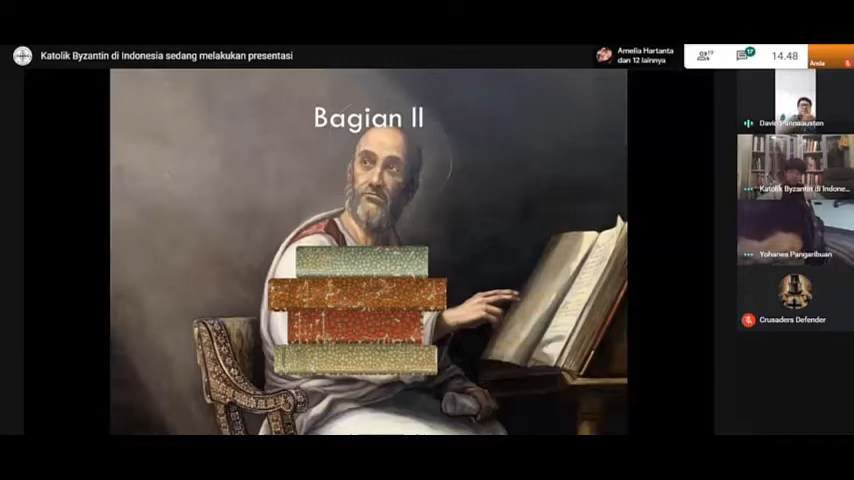 Katolik Byzantin di Indonesia sedang melakukan presentasi
Amelia Hartanta
dan 12 lainnya
19
17
14.48
Anda
Bagian II
Katolik Byzantin di Indone...
Yohanes Pangaribuan
Crusaders Defender